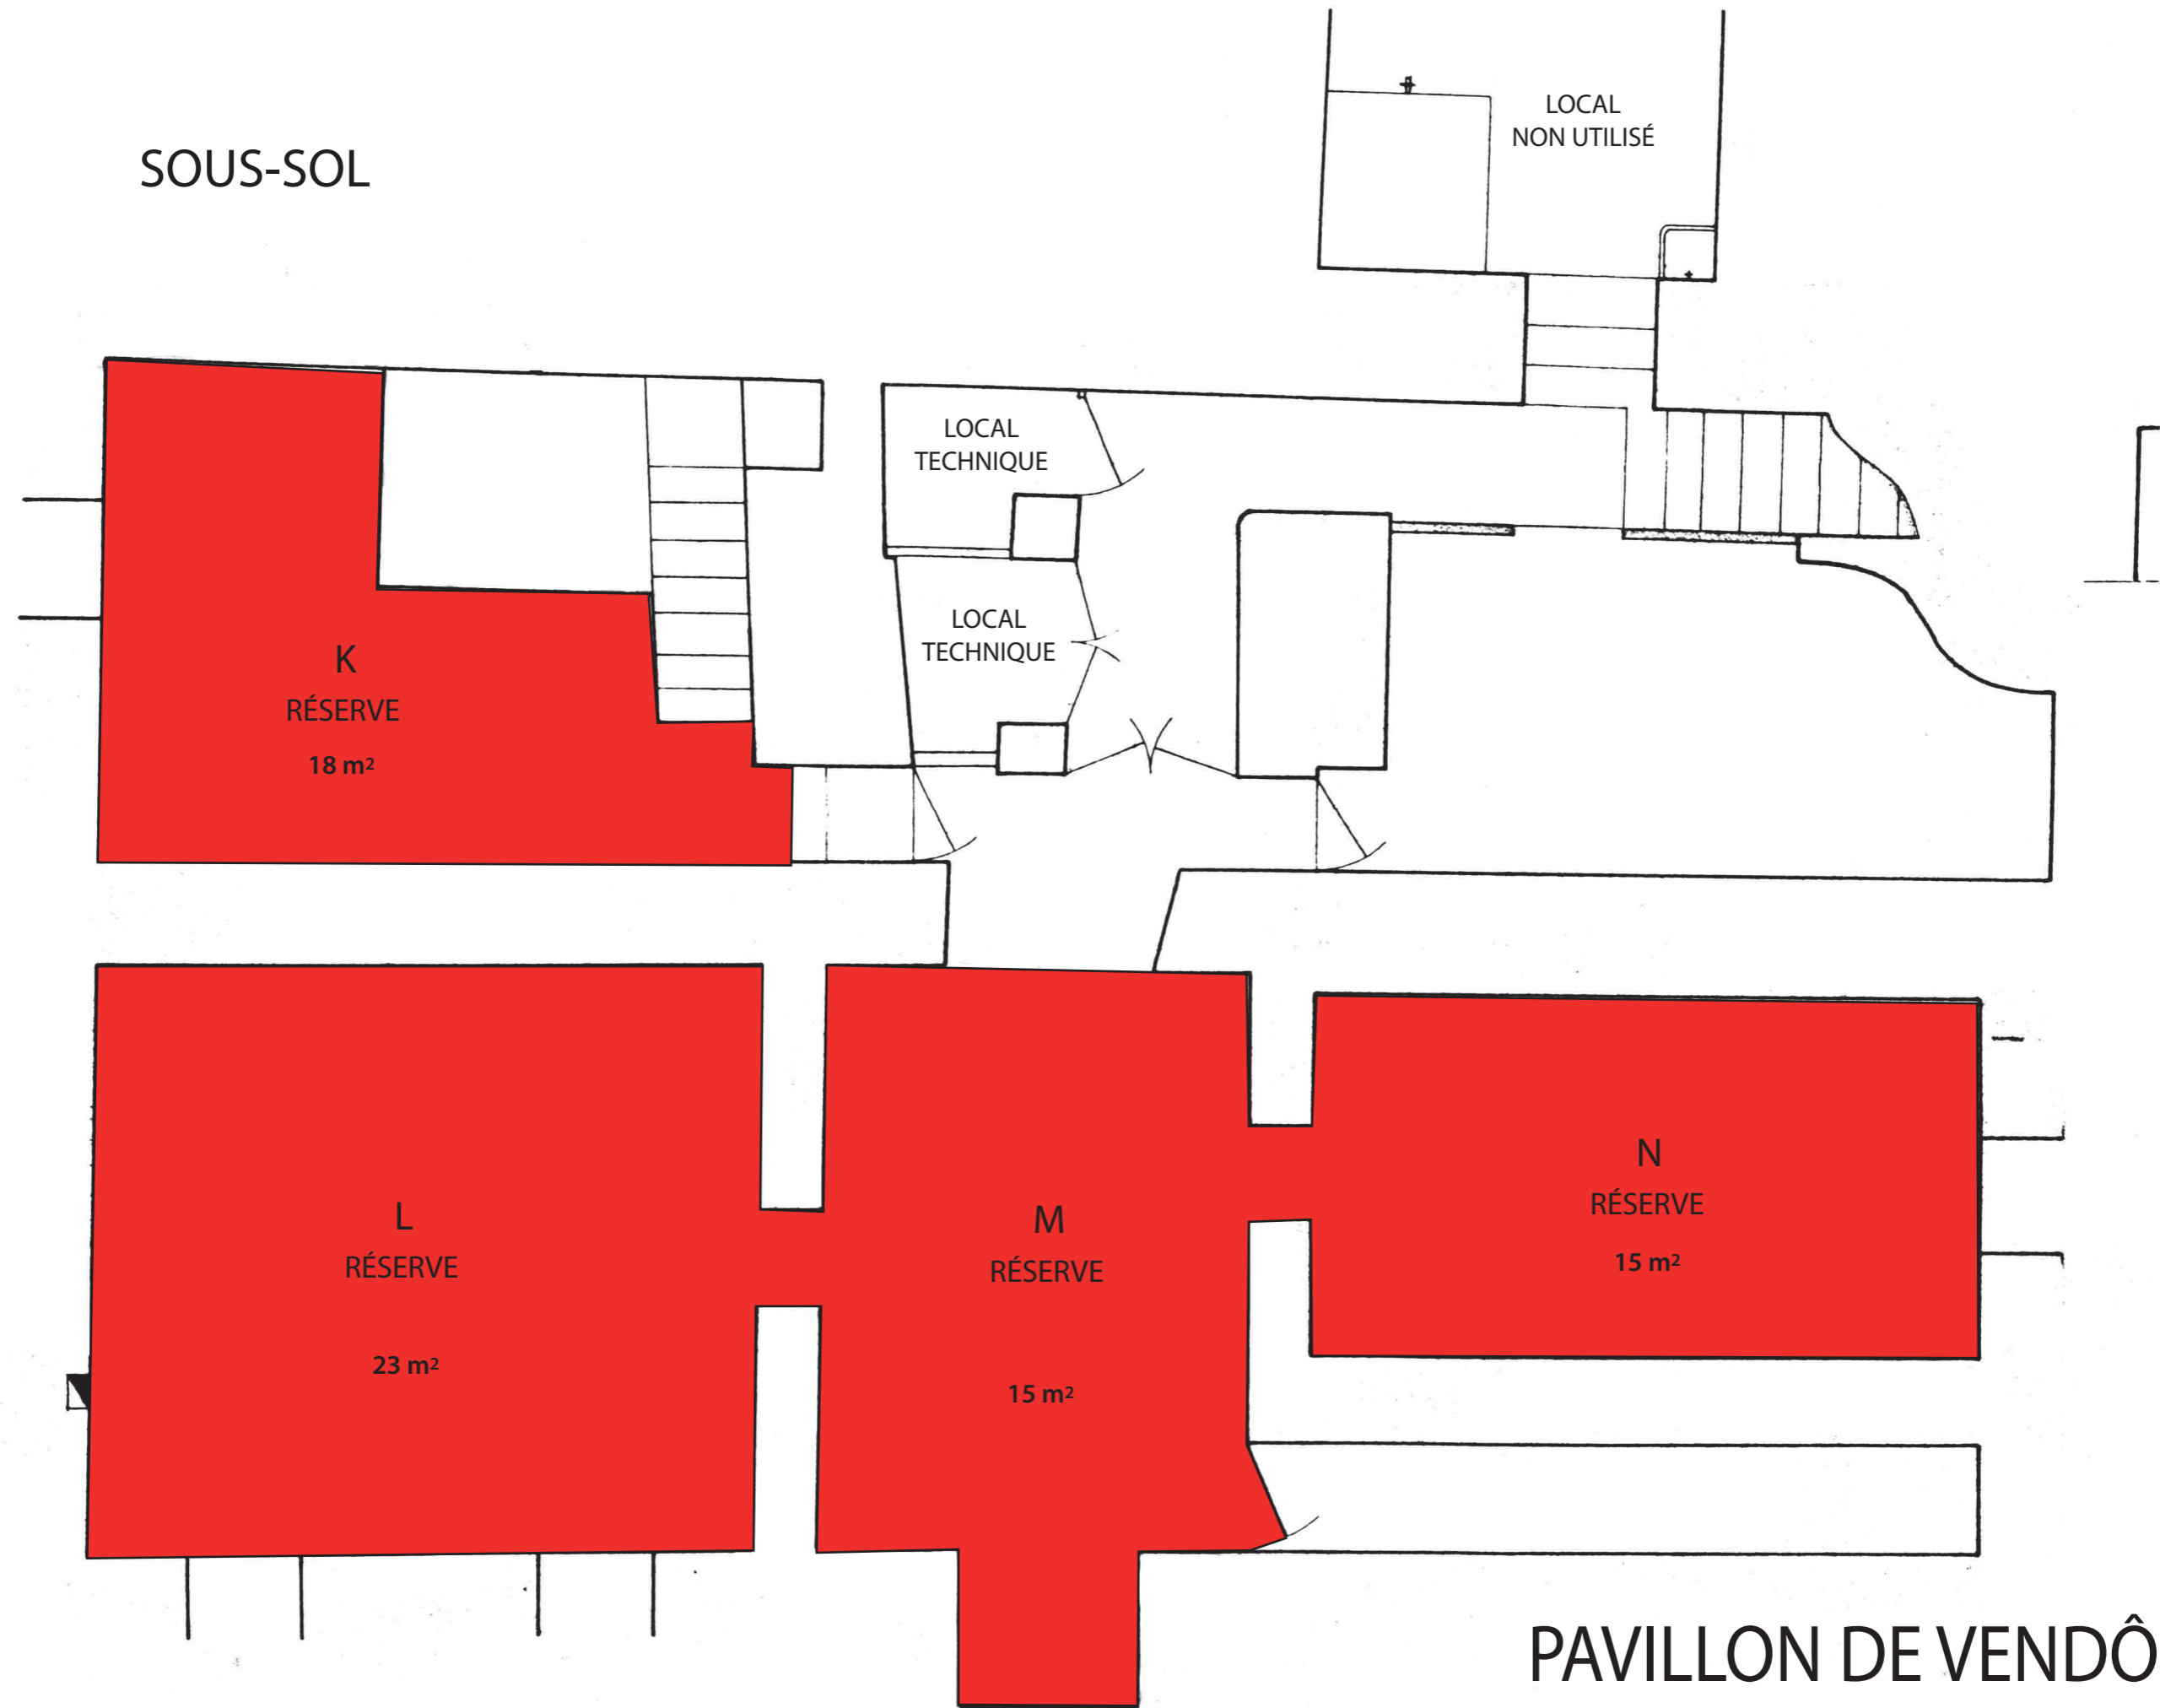 SOUS-SOL
LOCAL
NON UTILISÉ
LOCAL
TECHNIQUE
LOCAL
TECHNIQUE
K
RÉSERVE
18 m²
L
RÉSERVE
23 m²
M
RÉSERVE
15 m²
N
RÉSERVE
15 m²
PAVILLON DE VENDÔ